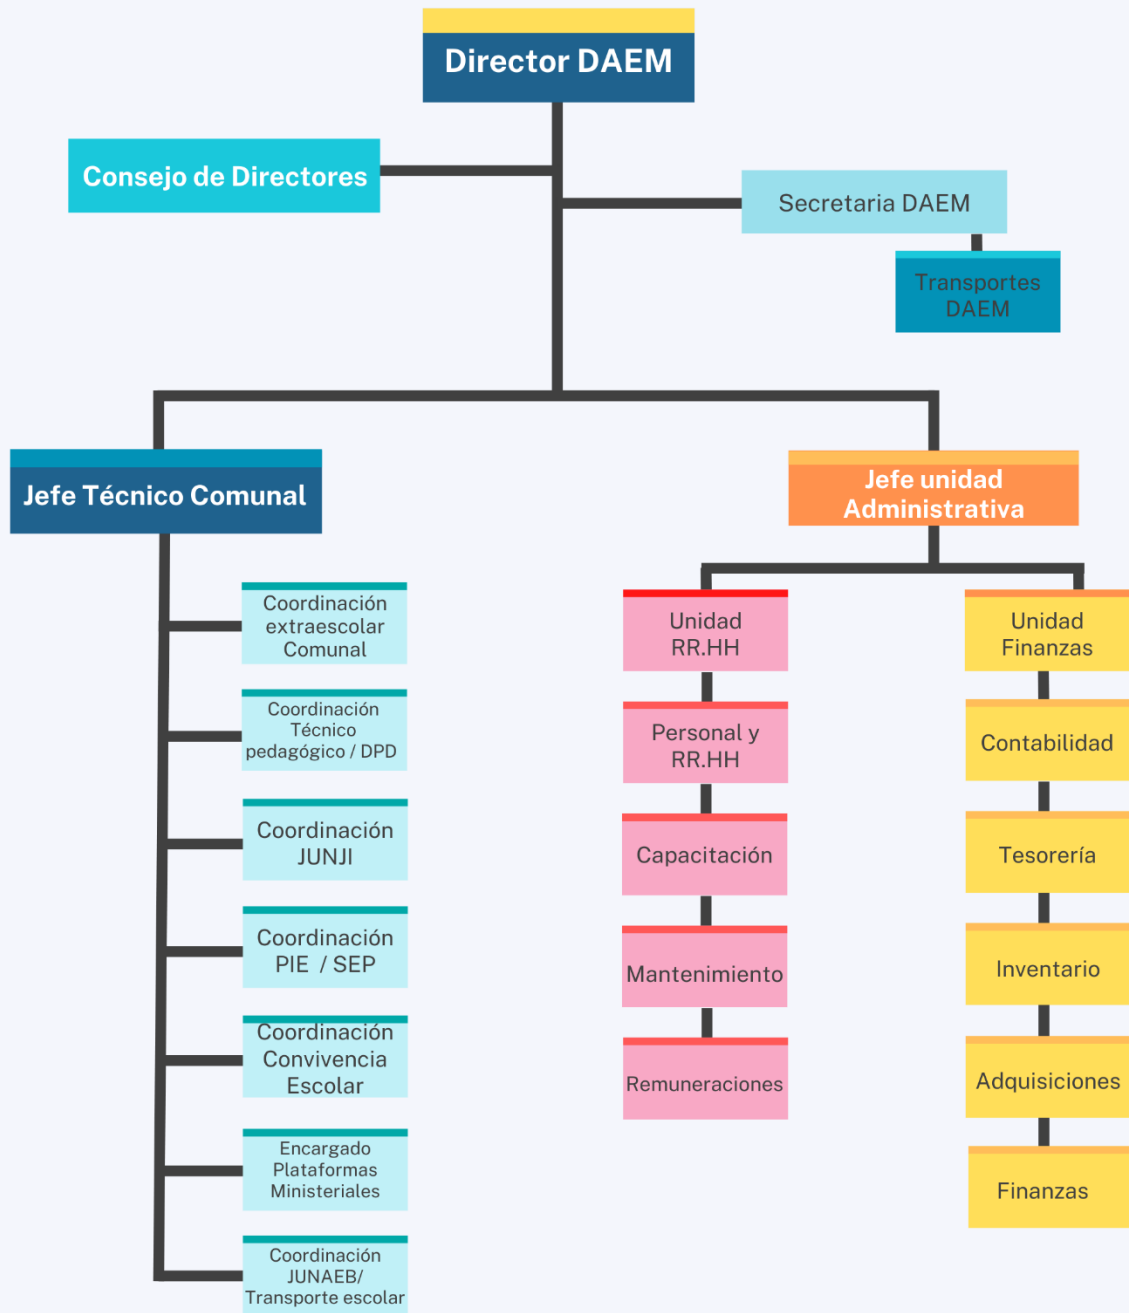 Director DAEM
Consejo de Directores
Secretaria DAEM
Transportes
DAEM
Jefe Técnico Comunal
Jefe unidad
Administrativa
Coordinación
extraescolar
Comunal
Coordinación
Técnico
pedagógico / DPD
Coordinación
JUNJI
Coordinación
PIE / SEP
Coordinación
Convivencia
Escolar
Encargado
Plataformas
Ministeriales
Coordinación
JUNAEB/
Transporte escolar
Unidad
RR.HH
Personal y
RR.HH
Capacitación
Mantenimiento
Remuneraciones
Unidad
Finanzas
Contabilidad
Tesorería
Inventario
Adquisiciones
Finanzas